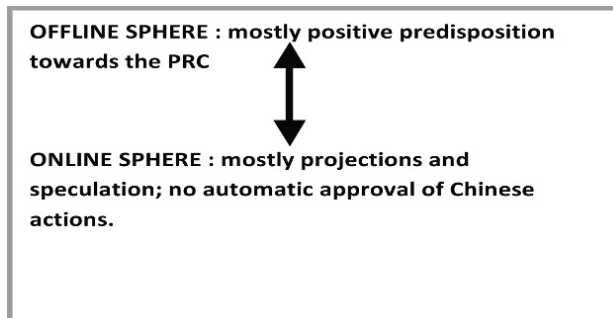 OFFLINE SPHERE : mostly positive predisposition
towards the PRC
ONLINE SPHERE : mostly projections and
speculation; no automatic approval of Chinese
actions.